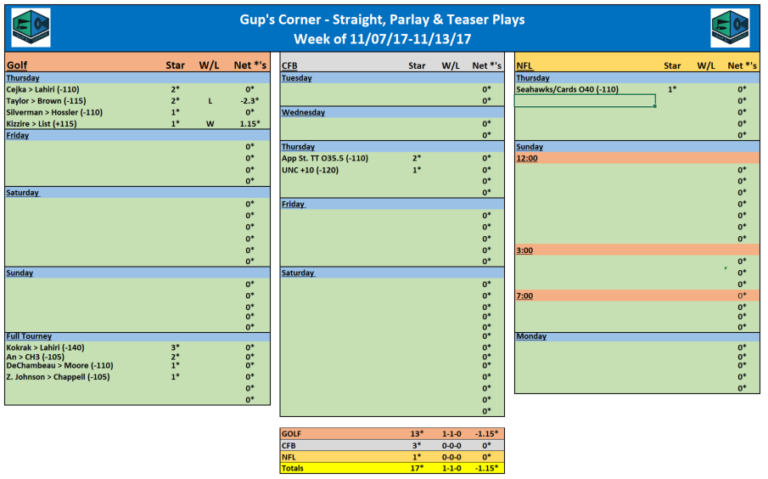 Gup's Corner - Straight, Parlay & Teaser Plays
Week of 11/07/17-11/13/17
Golf Star W/L Net *'s
Thursday
Cejka > Lahiri (-110) 2* 0*
Taylor > Brown (-115) 2* L -2.3*
Silverman > Hossler (-110) 1* 0*
Kizzire > List (+115) 1* W 1.15*
Friday
0*
0*
0*
0*
Saturday
0*
0*
0*
0*
0*
0*
Sunday
0*
0*
0*
0*
0*
Full Tourney
Kokrak > Lahiri (-140) 3* 0*
An > CH3 (-105) 2* 0*
DeChambeau > Moore (-110) 1* 0*
Z. Johnson > Chappell (-105) 1* 0*
0*
0*
CFB Star W/L Net *'s
Tuesday
0*
0*
Wednesday
0*
0*
Thursday
App St. TT O35.5 (-110) 2* 0*
UNC +10 (-120) 1* 0*
0*
0*
Friday
0*
0*
0*
0*
0*
Saturday
0*
0*
0*
0*
0*
0*
0*
0*
0*
0*
0*
0*
NFL Star W/L Net *'s
Thursday
Seahawks/Cards O40 (-110) 1* 0*
0*
0*
0*
0*
Sunday
12:00
0*
0*
0*
0*
0*
0*
0*
3:00
0*
0*
0*
7:00 0*
0*
0*
0*
Monday
0*
0*
0*
0*
GOLF 13* 1-1-0 -1.15*
CFB 3* 0-0-0 0*
NFL 1* 0-0-0 0*
Totals 17* 1-1-0 -1.15*